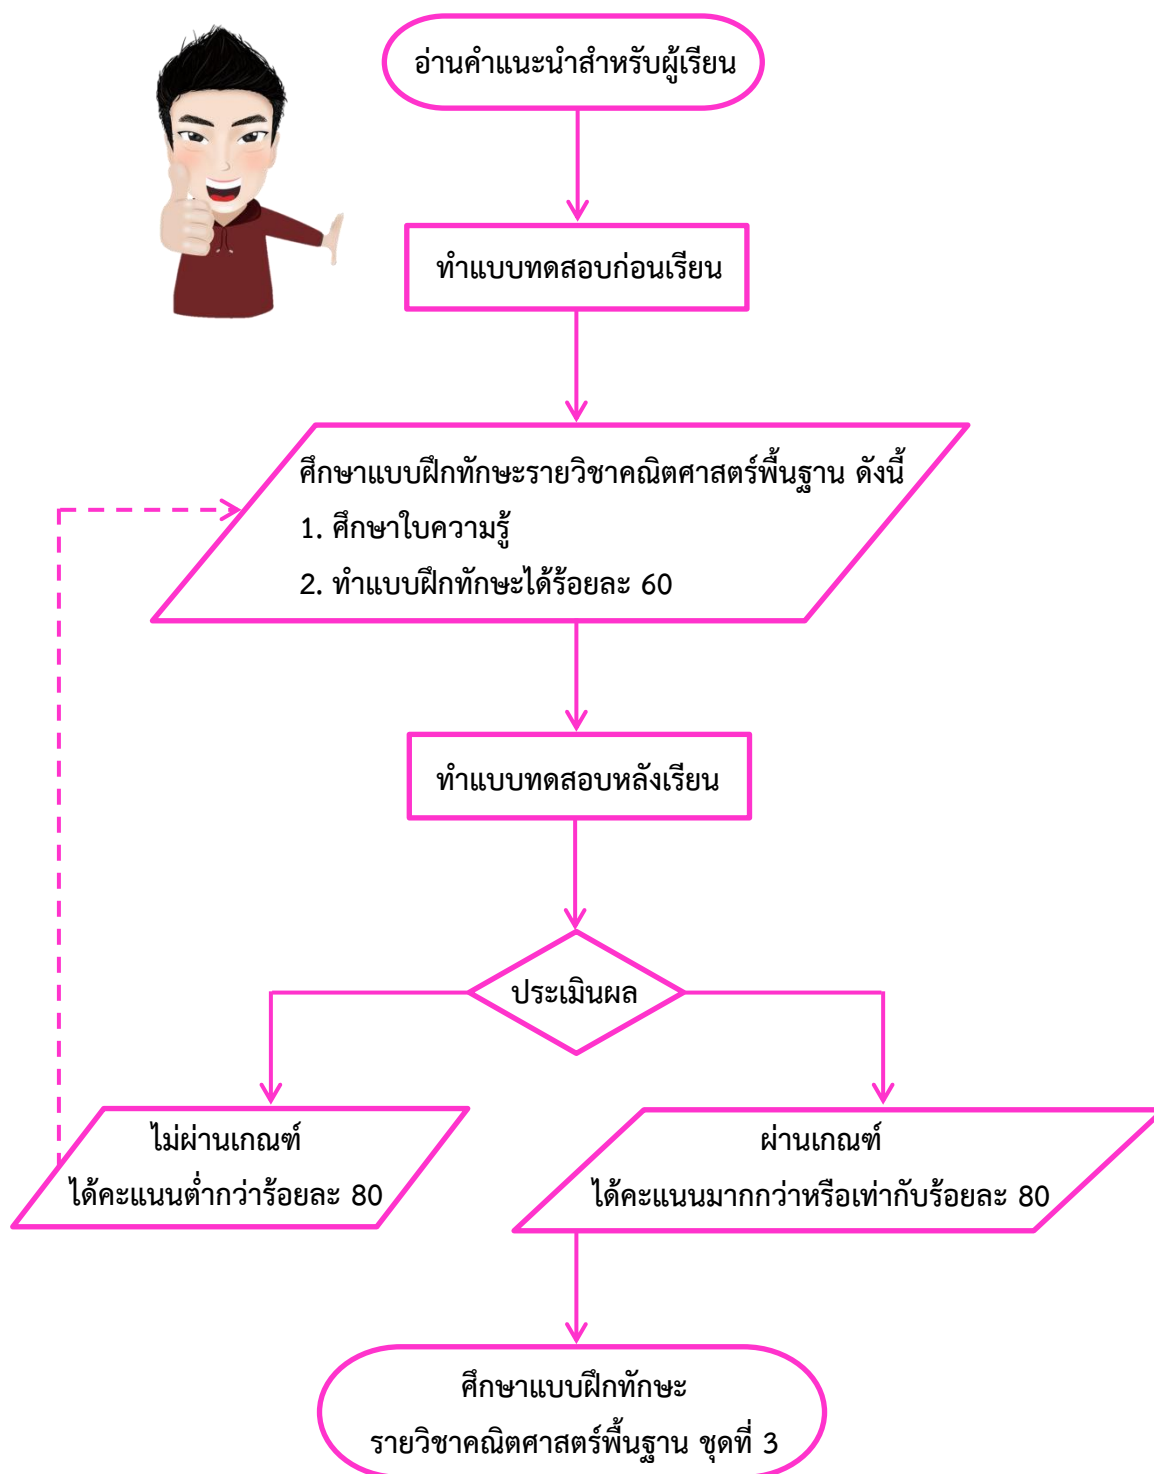 อ่านคำแนะนำสำหรับผู้เรียน
ทำแบบทดสอบก่อนเรียน
ศึกษาแบบฝึกทักษะรายวิชาคณิตศาสตร์พื้นฐาน ดังนี้
1. ศึกษาใบความรู้
2. ทำแบบฝึกทักษะได้ร้อยละ 60
ทำแบบทดสอบหลังเรียน
ประเมินผล
ไม่ผ่านเกณฑ์
ได้คะแนนต่ำกว่าร้อยละ 80
ผ่านเกณฑ์
ได้คะแนนมากกว่าหรือเท่ากับร้อยละ 80
ศึกษาแบบฝึกทักษะ
รายวิชาคณิตศาสตร์พื้นฐาน ชุดที่ 3